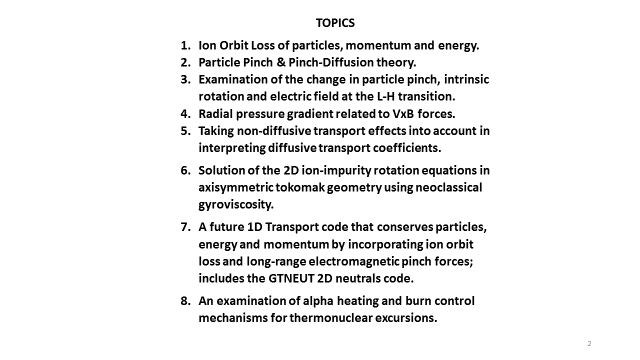 TOPICS
1. Ion Orbit Loss of particles, momentum and energy.
2. Particle Pinch & Pinch-Diffusion theory.
3. Examination of the change in particle pinch, intrinsic
rotation and electric field at the L-H transition.
4. Radial pressure gradient related to VxB forces.
5. Taking non-diffusive transport effects into account in
interpreting diffusive transport coefficients.
6. Solution of the 2D ion-impurity rotation equations in
axisymmetric tokomak geometry using neoclassical
gyroviscosity.
7. A future 1D Transport code that conserves particles,
energy and momentum by incorporating ion orbit
loss and long-range electromagnetic pinch forces;
includes the GTNEUT 2D neutrals code.
8. An examination of alpha heating and burn control
mechanisms for thermonuclear excursions.
2